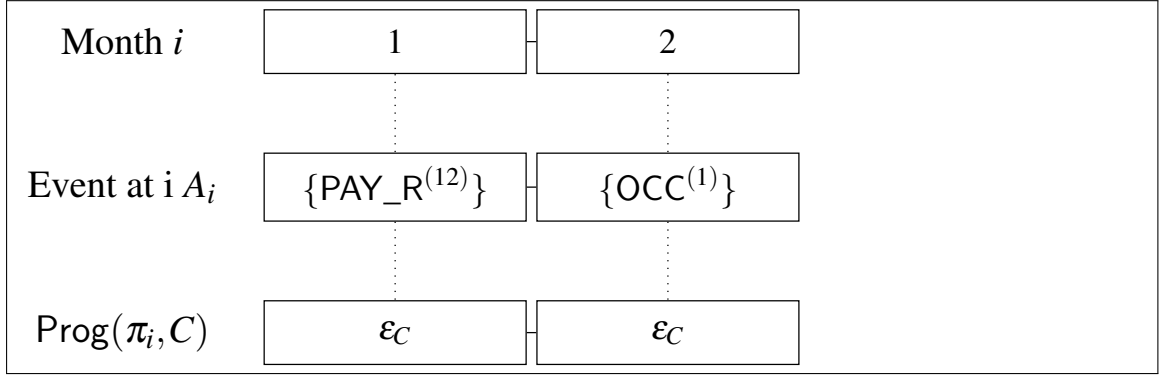 Month i 1 2
Event at i A_i {PAY_R^(12)} {OCC^(1)}
Prog(π_i, C) ε_C ε_C